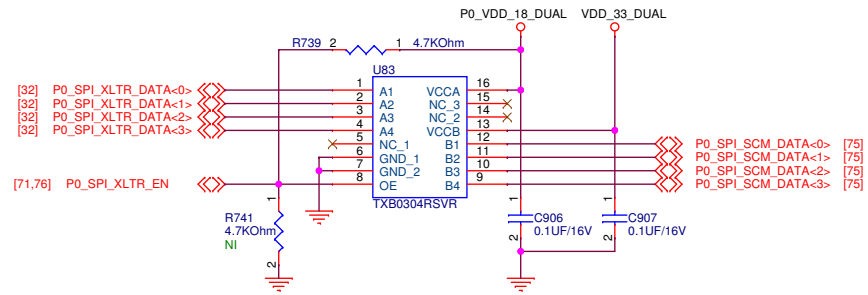 P0_VDD_18_DUAL VDD_33_DUAL
R739 2 1 4.7KOhm
U83
[32] P0_SPI_XLTR_DATA<0> 1 A1 VCCA 16
[32] P0_SPI_XLTR_DATA<1> 2 A2 NC_3 15
[32] P0_SPI_XLTR_DATA<2> 3 A3 NC_2 14
[32] P0_SPI_XLTR_DATA<3> 4 A4 VCCB 13
5 NC_1 B1 12 P0_SPI_SCM_DATA<0> [75]
6 GND_1 B2 11 P0_SPI_SCM_DATA<1> [75]
7 GND_2 B3 10 P0_SPI_SCM_DATA<2> [75]
[71,76] P0_SPI_XLTR_EN 8 OE B4 9 P0_SPI_SCM_DATA<3> [75]
TXB0304RSVR
1 1 1
R741 C906 C907
4.7KOhm 0.1UF/16V 0.1UF/16V
NI 2 2
2